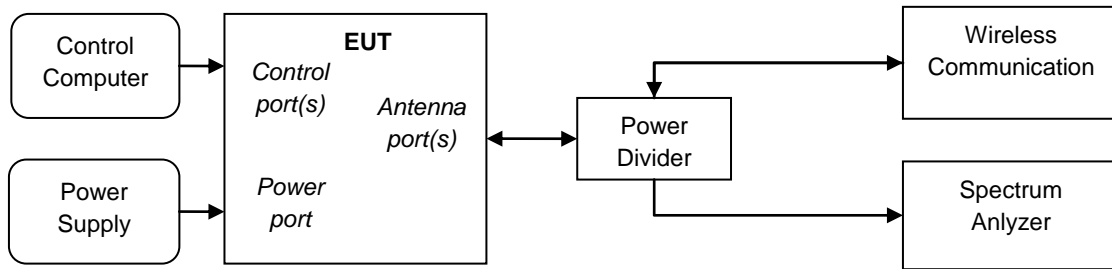 Control
Computer
Power
Supply
EUT
Control
port(s)
Antenna
port(s)
Power
port
Power
Divider
Wireless
Communication
Spectrum
Anlyzer